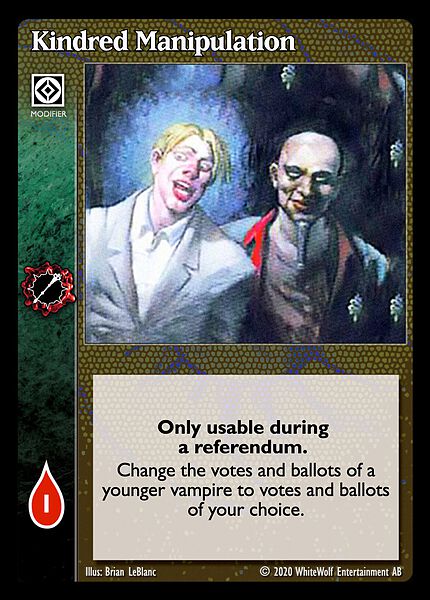 Kindred Manipulation
MODIFIER
Only usable during
a referendum.
Change the votes and ballots of a
younger vampire to votes and ballots
of your choice.
1
Illus: Brian LeBlanc
© 2020 WhiteWolf Entertainment AB